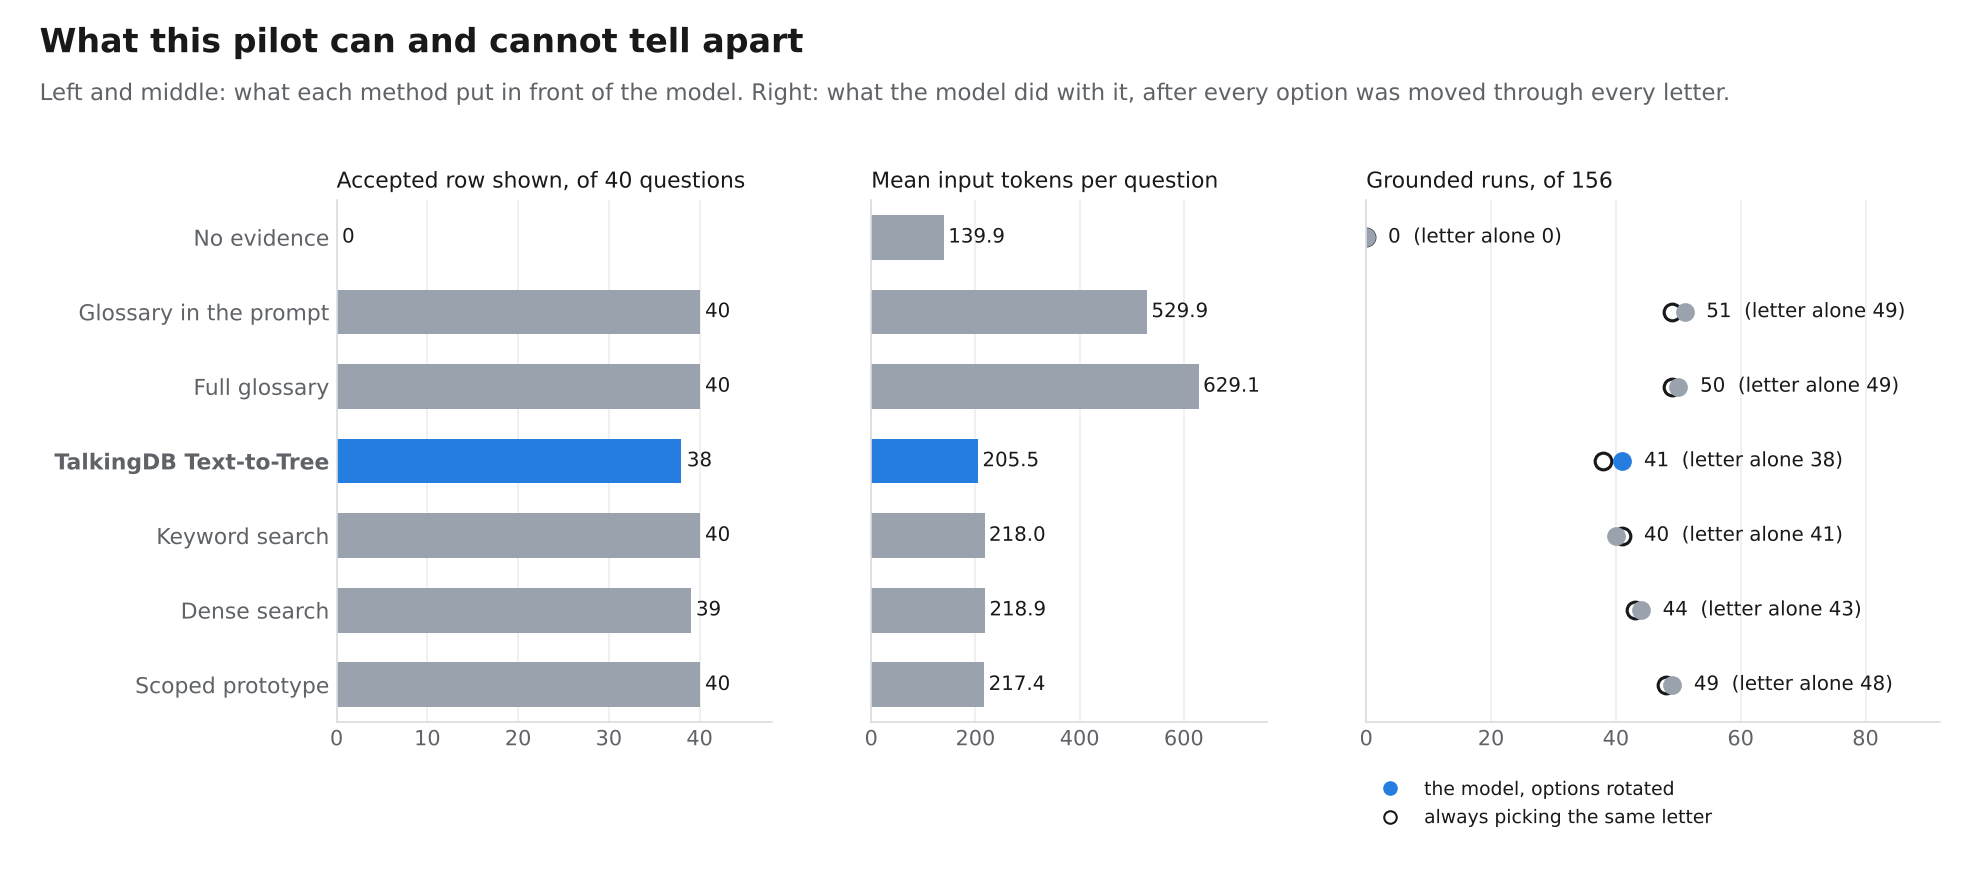 What this pilot can and cannot tell apart
Left and middle: what each method put in front of the model. Right: what the model did with it, after every option was moved through every letter.
Accepted row shown, of 40 questions
Mean input tokens per question
Grounded runs, of 156
No evidence 0 139.9 0 (letter alone 0)
Glossary in the prompt 40 529.9 51 (letter alone 49)
Full glossary 40 629.1 50 (letter alone 49)
TalkingDB Text-to-Tree 38 205.5 41 (letter alone 38)
Keyword search 40 218.0 40 (letter alone 41)
Dense search 39 218.9 44 (letter alone 43)
Scoped prototype 40 217.4 49 (letter alone 48)
0 10 20 30 40 0 200 400 600 0 20 40 60 80
the model, options rotated
always picking the same letter